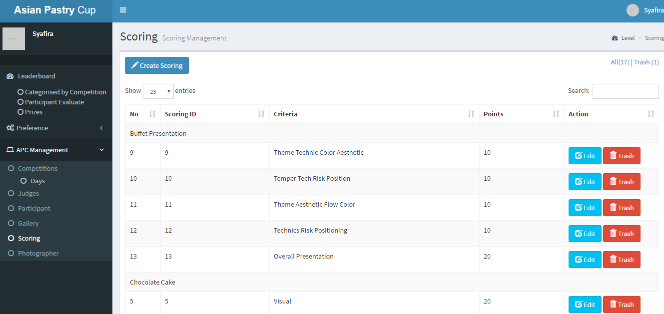 Asian Pastry Cup
Syafira
Syafira
Scoring Scoring Management
Level > Scoring
Create Scoring
All(17) | Trash (1)
Show 25 entries
Search:
Leaderboard
Categorised by Competition
Participant Evaluate
Prizes
Preference
APC Management
Competitions
Days
Judges
Participant
Gallery
Scoring
Photographer
No Scoring ID Criteria Points Action
Buffet Presentation
9 9 Theme Technic Color Aesthetic 10 Edit Trash
10 10 Temper Tech Risk Position 10 Edit Trash
11 11 Theme Aesthetic Flow Color 10 Edit Trash
12 12 Technics Risk Positioning 10 Edit Trash
13 13 Overall Presentation 20 Edit Trash
Chocolate Cake
5 5 Visual 20 Edit Trash